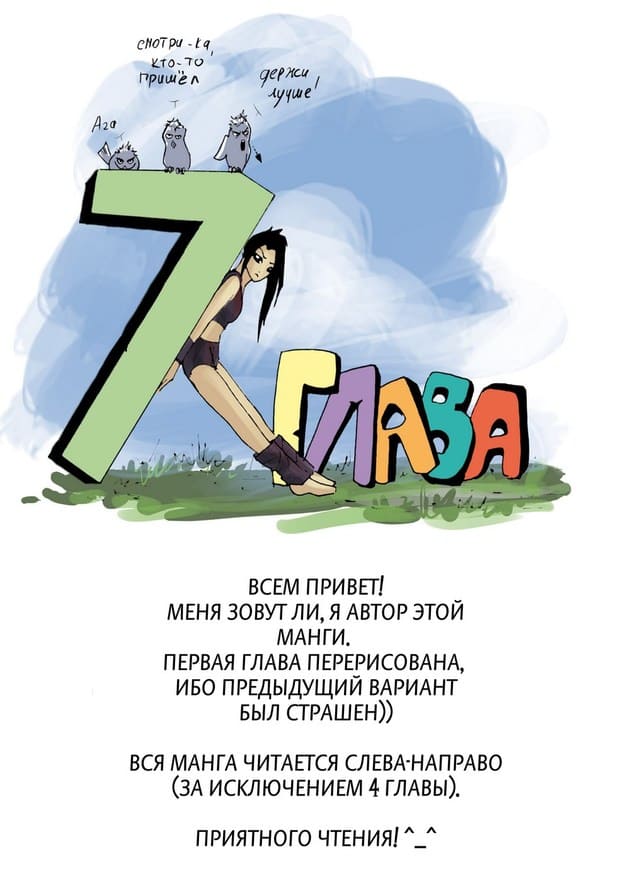 смотри-ка,
кто-то
пришёл
держи
лучше!
Ага
7
ГЛАВА
ВСЕМ ПРИВЕТ!
МЕНЯ ЗОВУТ ЛИ, Я АВТОР ЭТОЙ
МАНГИ.
ПЕРВАЯ ГЛАВА ПЕРЕРИСОВАНА,
ИБО ПРЕДЫДУЩИЙ ВАРИАНТ
БЫЛ СТРАШЕН))
ВСЯ МАНГА ЧИТАЕТСЯ СЛЕВА-НАПРАВО
(ЗА ИСКЛЮЧЕНИЕМ 4 ГЛАВЫ).
ПРИЯТНОГО ЧТЕНИЯ! ^_^